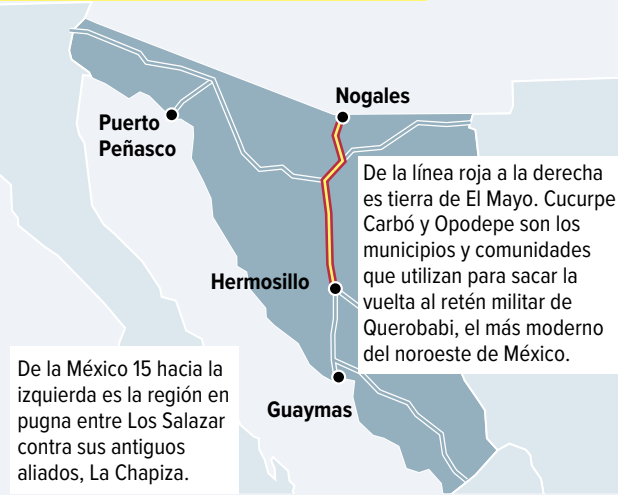 Nogales
Puerto
Peñasco
De la línea roja a la derecha
es tierra de El Mayo. Cucurpe
Carbó y Opodepe son los
municipios y comunidades
que utilizan para sacar la
vuelta al retén militar de
Querobabi, el más moderno
del noroeste de México.
Hermosillo
De la México 15 hacia la
izquierda es la región en
pugna entre Los Salazar
contra sus antiguos
aliados, La Chapiza.
Guaymas